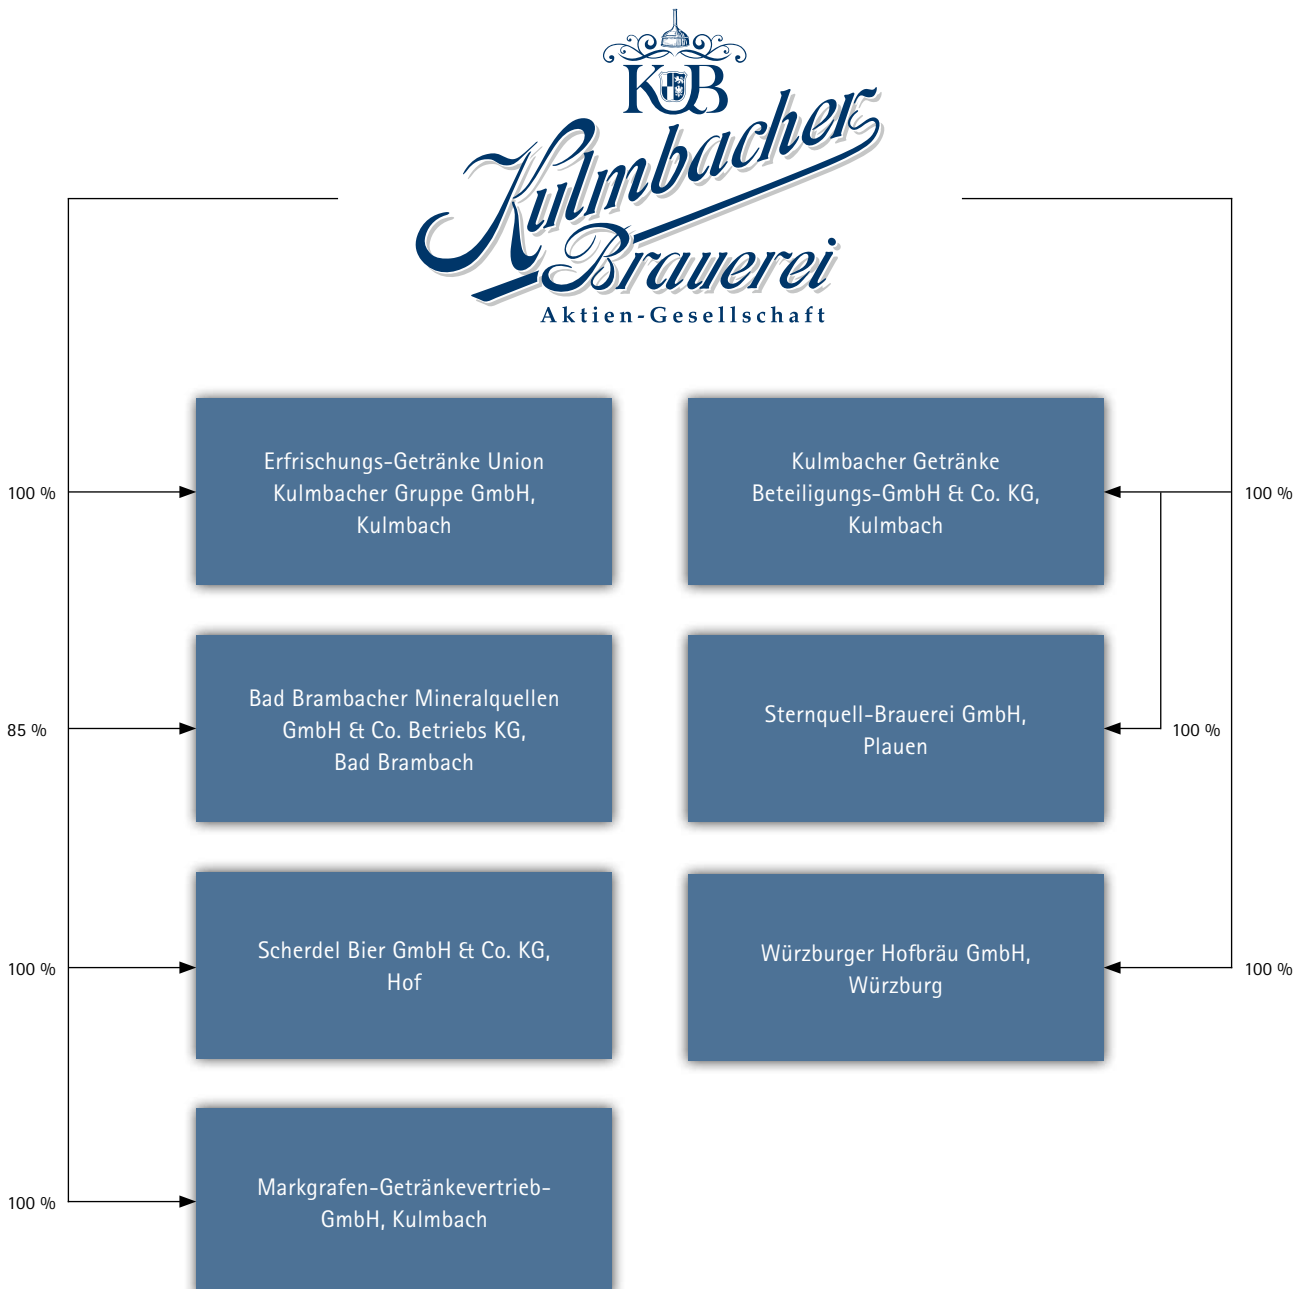 KB
Kulmbacher
Brauerei
Aktien-Gesellschaft
100 %
Erfrischungs-Getränke Union
Kulmbacher Gruppe GmbH,
Kulmbach
Kulmbacher Getränke
Beteiligungs-GmbH & Co. KG,
Kulmbach
100 %
85 %
Bad Brambacher Mineralquellen
GmbH & Co. Betriebs KG,
Bad Brambach
Sternquell-Brauerei GmbH,
Plauen
100 %
100 %
Scherdel Bier GmbH & Co. KG,
Hof
Würzburger Hofbräu GmbH,
Würzburg
100 %
100 %
Markgrafen-Getränkevertrieb-
GmbH, Kulmbach